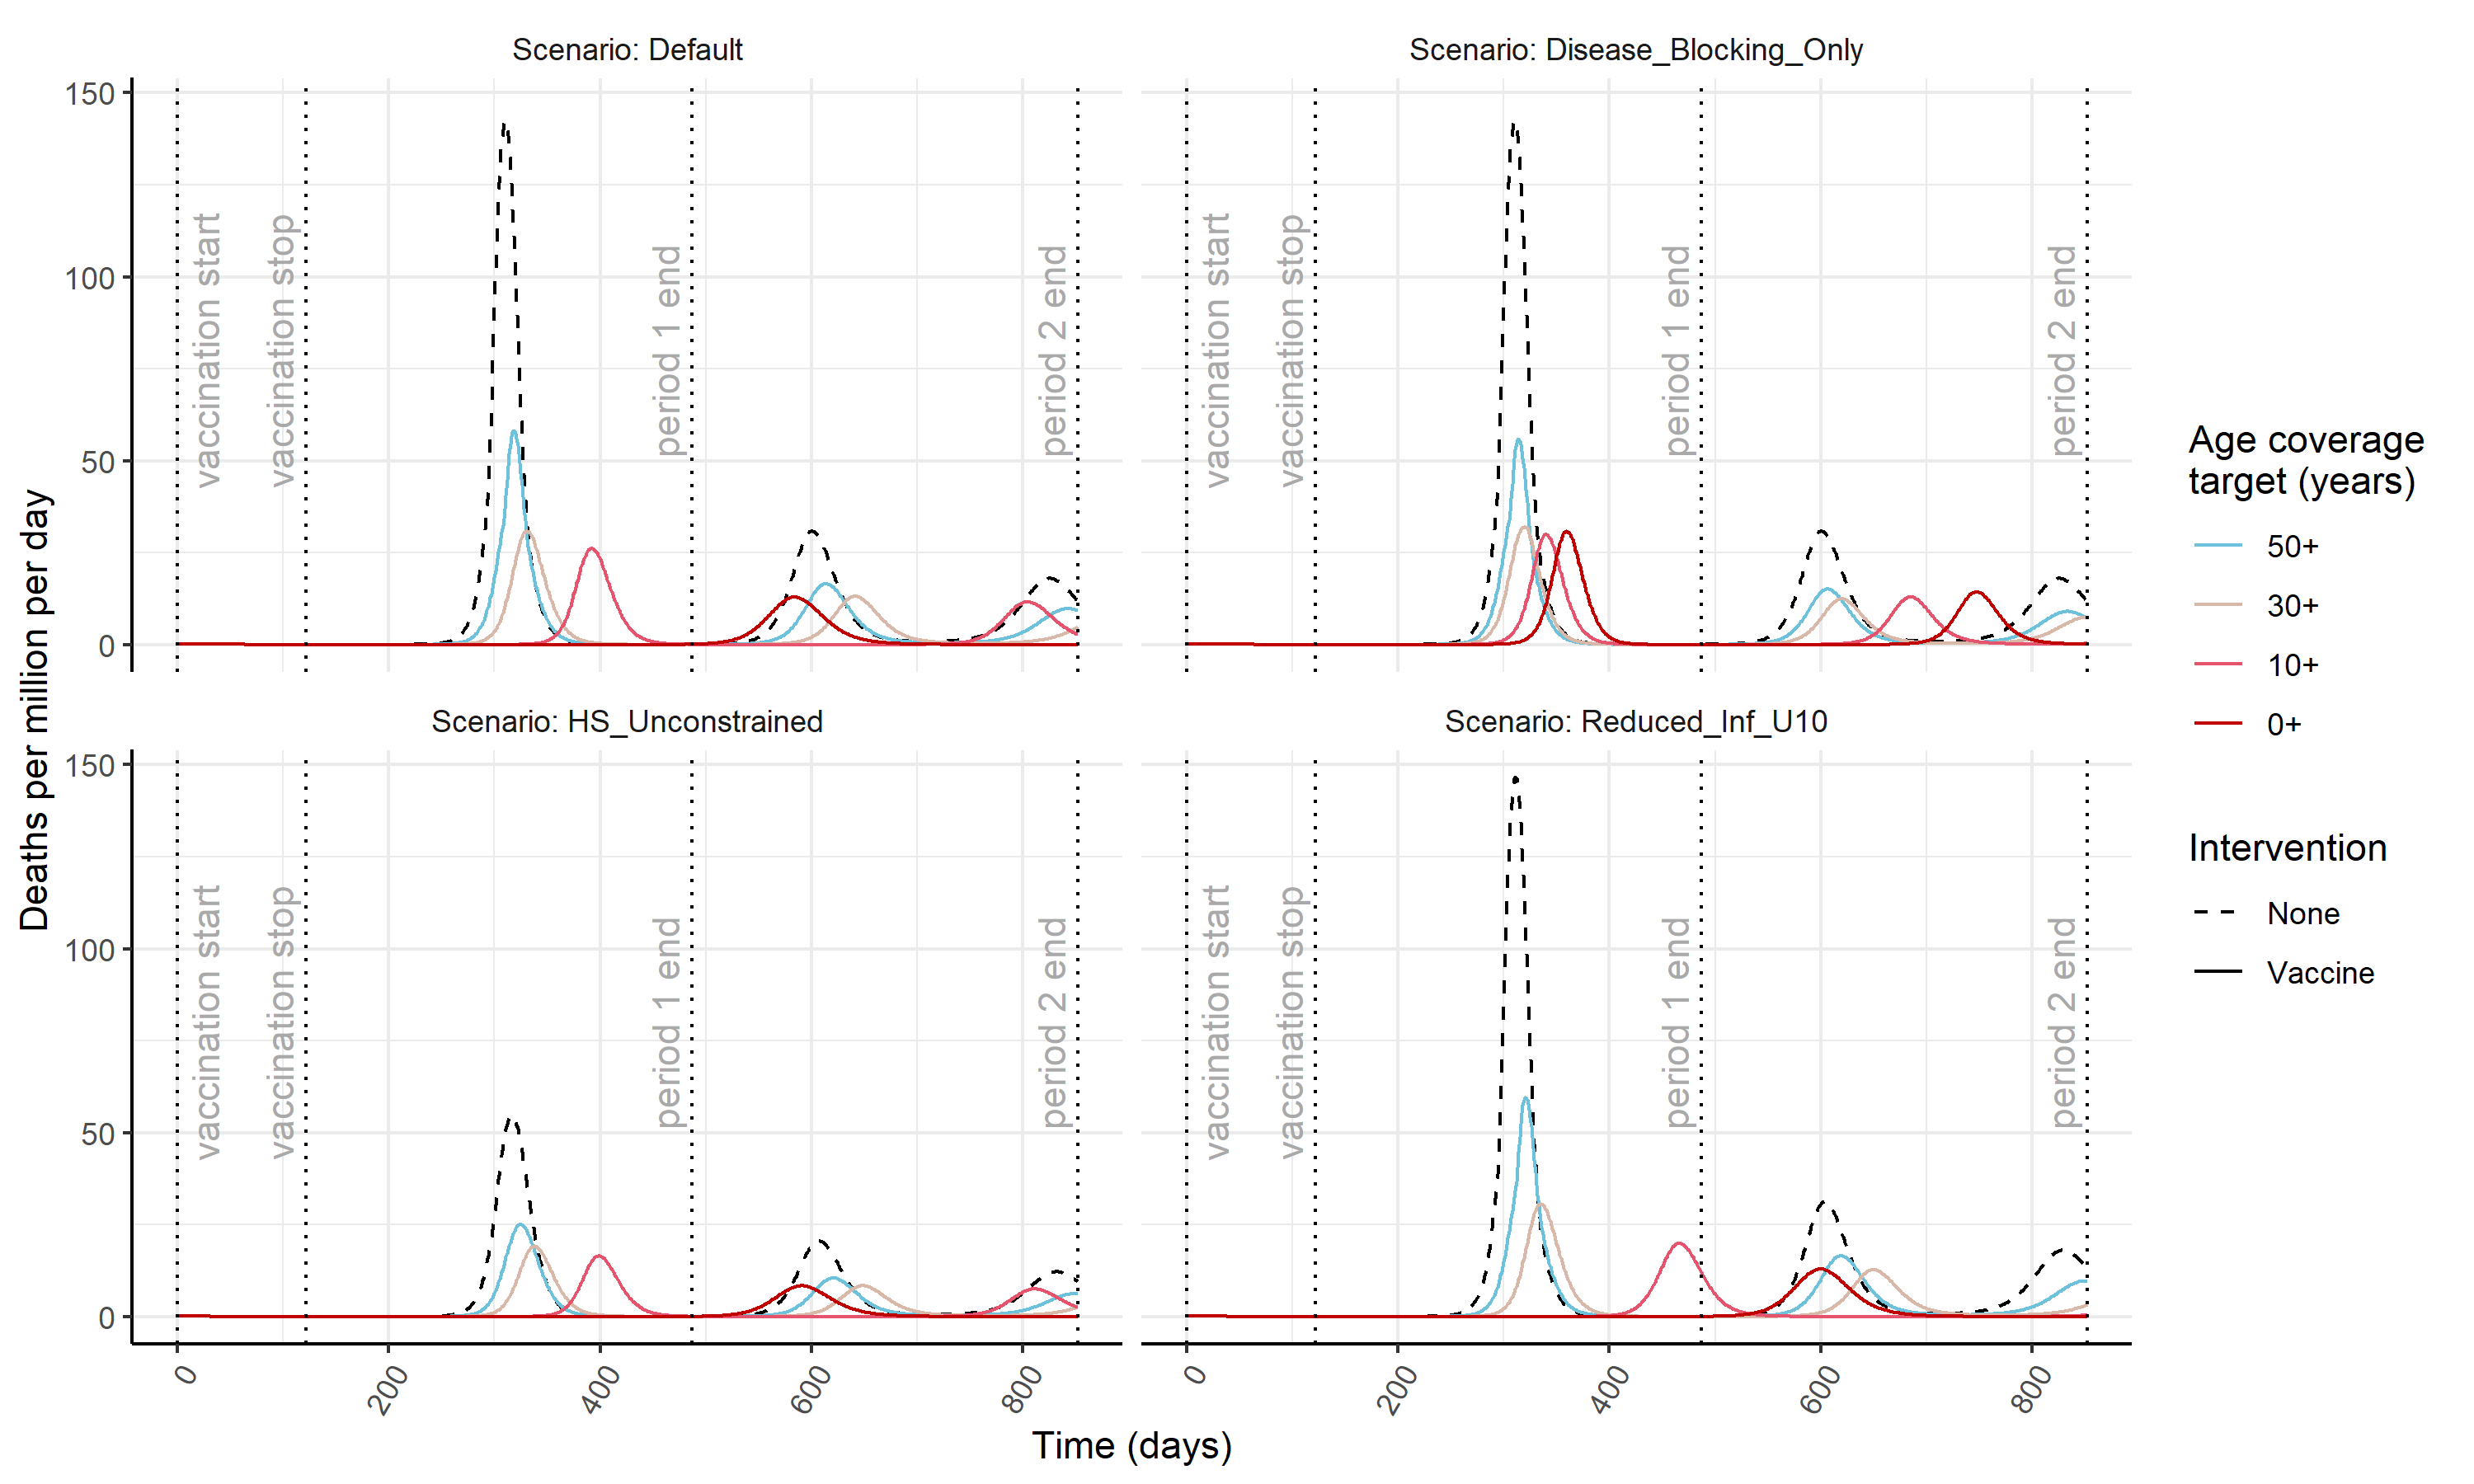 Scenario: Default
Scenario: Disease_Blocking_Only
150
100
50
0
vaccination start
vaccination stop
period 1 end
period 2 end
vaccination start
vaccination stop
period 1 end
period 2 end
Scenario: HS_Unconstrained
Scenario: Reduced_Inf_U10
150
100
50
0
vaccination start
vaccination stop
period 1 end
period 2 end
vaccination start
vaccination stop
period 1 end
period 2 end
0
200
400
600
800
0
200
400
600
800
Time (days)
Deaths per million per day
Age coverage
target (years)
50+
30+
10+
0+
Intervention
None
Vaccine